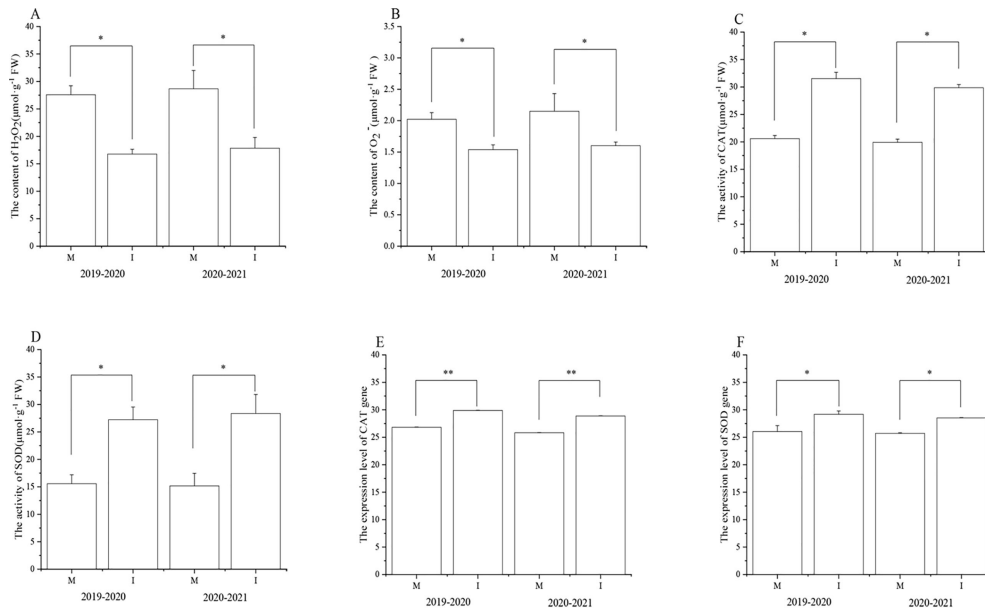 A
The content of H₂O₂(μmol·g⁻¹ FW)
40
35
30
25
20
15
10
5
0
*
*
M
I
M
I
2019-2020
2020-2021
B
The content of O₂⁻(μmol·g⁻¹ FW)
3.5
3.0
2.5
2.0
1.5
1.0
0.5
0.0
*
*
M
I
M
I
2019-2020
2020-2021
C
The activity of CAT(μmol·g⁻¹ FW)
40
35
30
25
20
15
10
5
0
*
*
M
I
M
I
2019-2020
2020-2021
D
The activity of SOD(μmol·g⁻¹ FW)
40
35
30
25
20
15
10
5
0
*
*
M
I
M
I
2019-2020
2020-2021
E
The expression level of CAT gene
40
35
30
25
20
15
10
5
0
**
**
M
I
M
I
2019-2020
2020-2021
F
The expression level of SOD gene
40
35
30
25
20
15
10
5
0
*
*
M
I
M
I
2019-2020
2020-2021